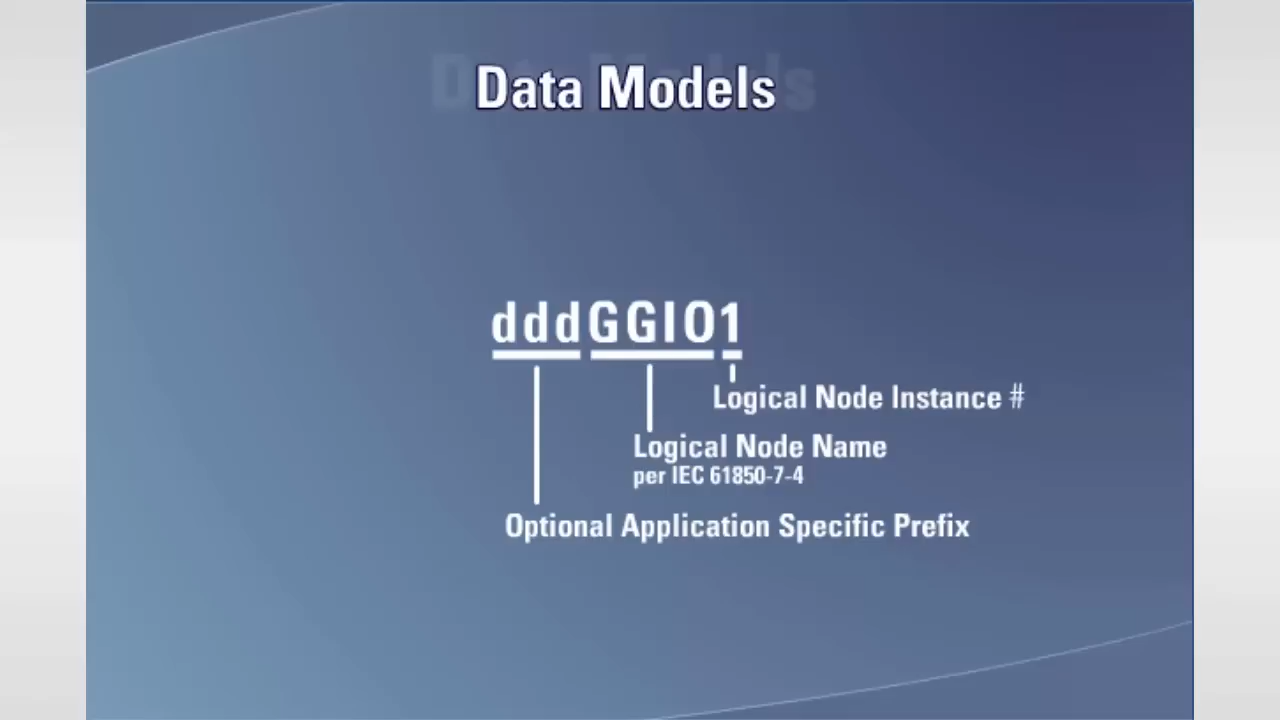 Data Models
dddGGIO1
Logical Node Instance #
Logical Node Name
per IEC 61850-7-4
Optional Application Specific Prefix